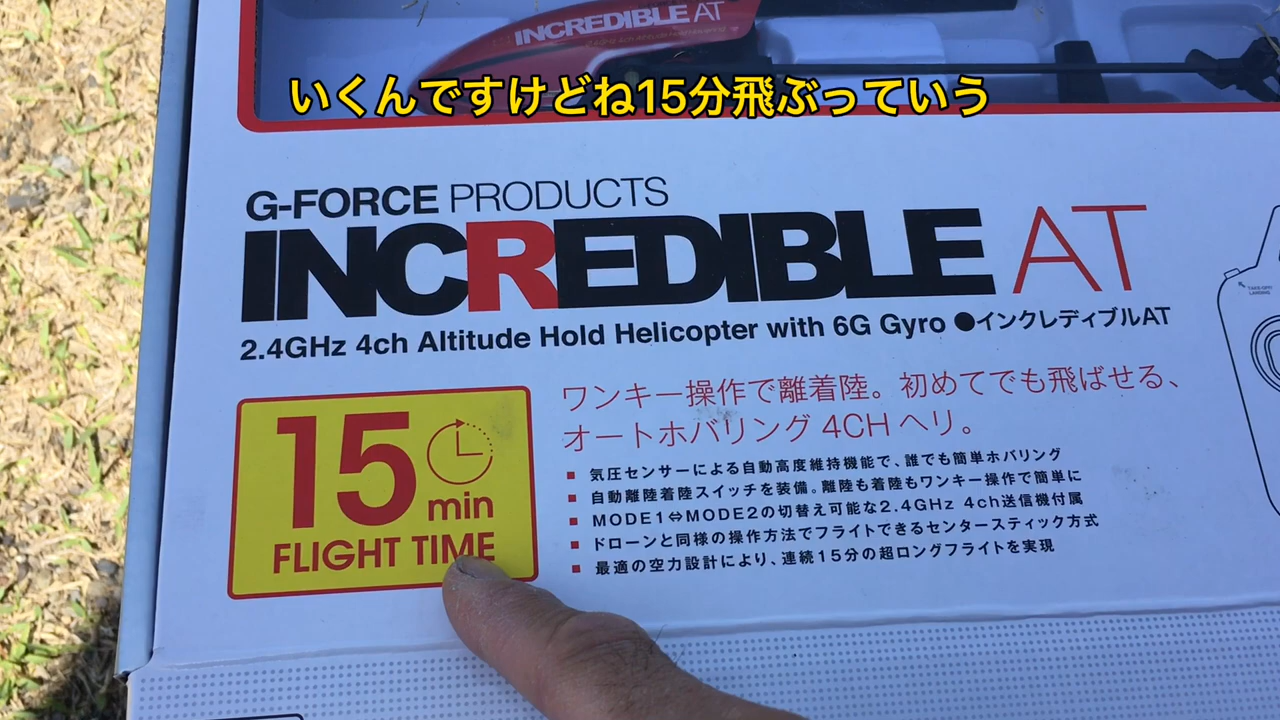 INCREDIBLE AT
いくんですけどね15分飛ぶっていう
G-FORCE PRODUCTS
INCREDIBLE AT
2.4GHz 4ch Altitude Hold Helicopter with 6G Gyro ●インクレディブルAT
15
min
FLIGHT TIME
ワンキー操作で離着陸。初めてでも飛ばせる、
オートホバリング 4CH ヘリ。
■ 気圧センサーによる自動高度維持機能で、誰でも簡単ホバリング
■ 自動離陸着陸スイッチを装備。離陸も着陸もワンキー操作で簡単に
■ MODE1⇔MODE2の切替え可能な2.4GHz 4ch送信機付属
■ ドローンと同様の操作方法でフライトできるセンタースティック方式
■ 最適の空力設計により、連続15分の超ロングフライトを実現